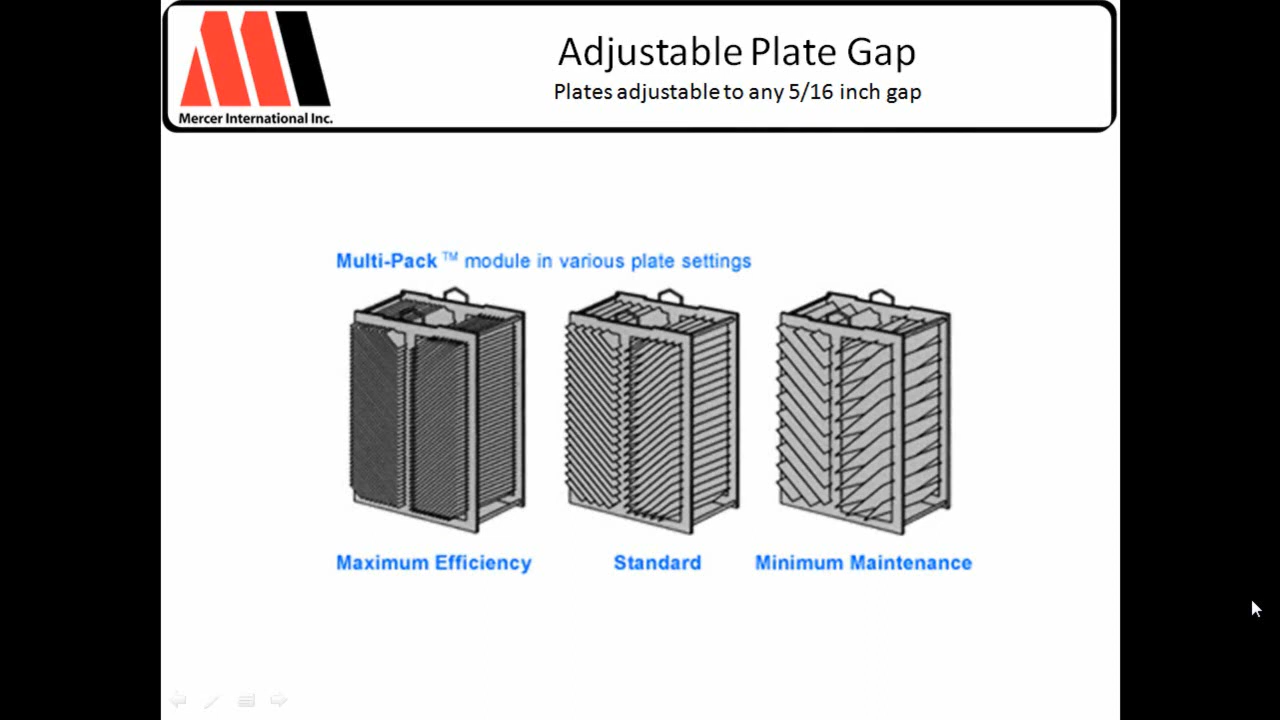 Adjustable Plate Gap
Plates adjustable to any 5/16 inch gap
Mercer International Inc.
Multi-Pack™ module in various plate settings
Maximum Efficiency
Standard
Minimum Maintenance